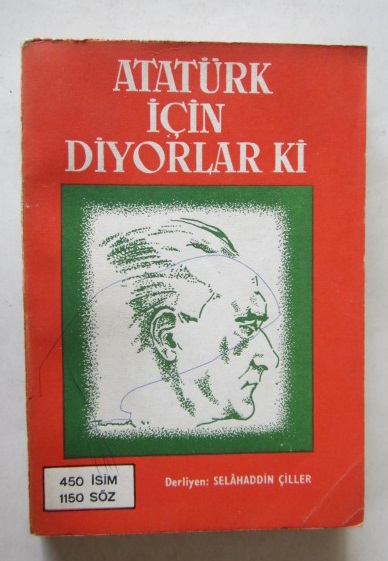 ATATÜRK
İÇİN
DİYORLAR Kİ
450 İSİM
1150 SÖZ
Derliyen: SELÂHADDİN ÇİLLER